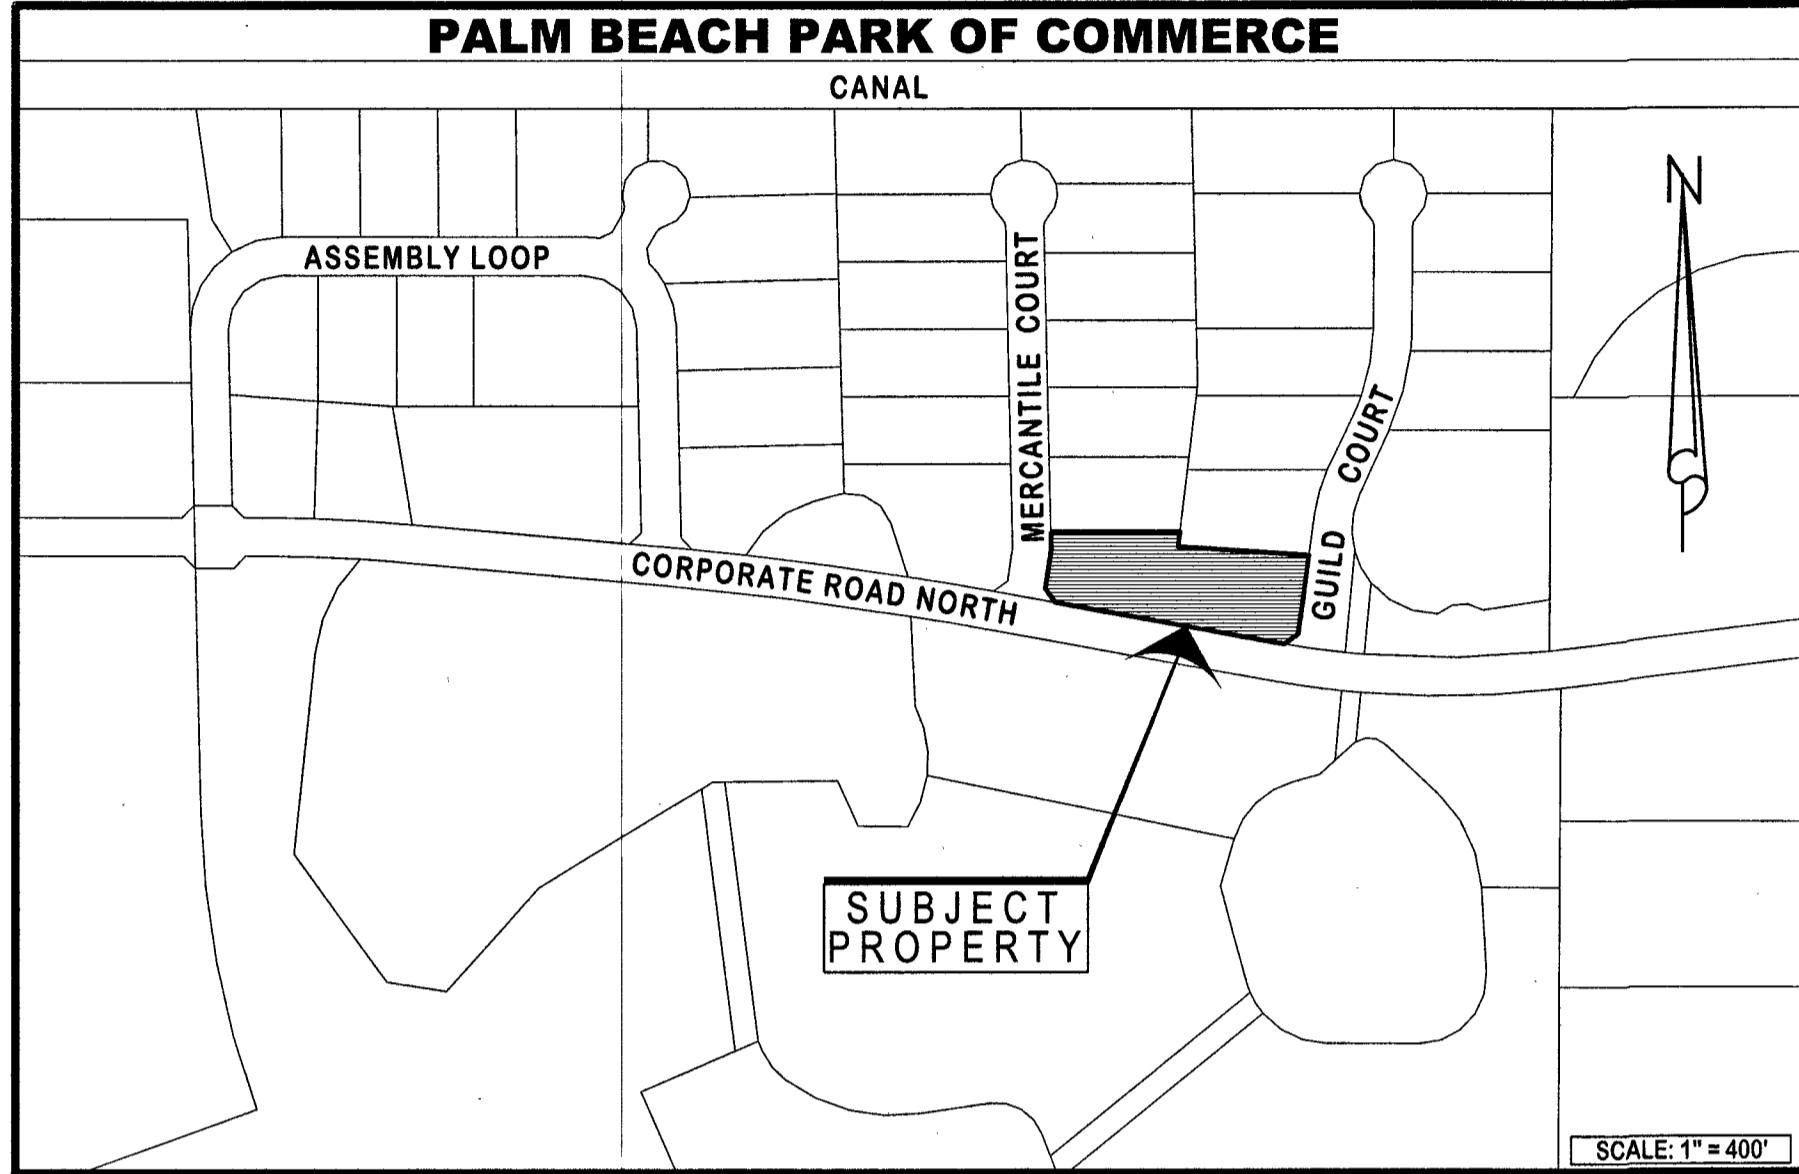 PALM BEACH PARK OF COMMERCE
CANAL
N
ASSEMBLY LOOP
MERCANTILE COURT
GUILD COURT
CORPORATE ROAD NORTH
SUBJECT
PROPERTY
SCALE: 1" = 400'